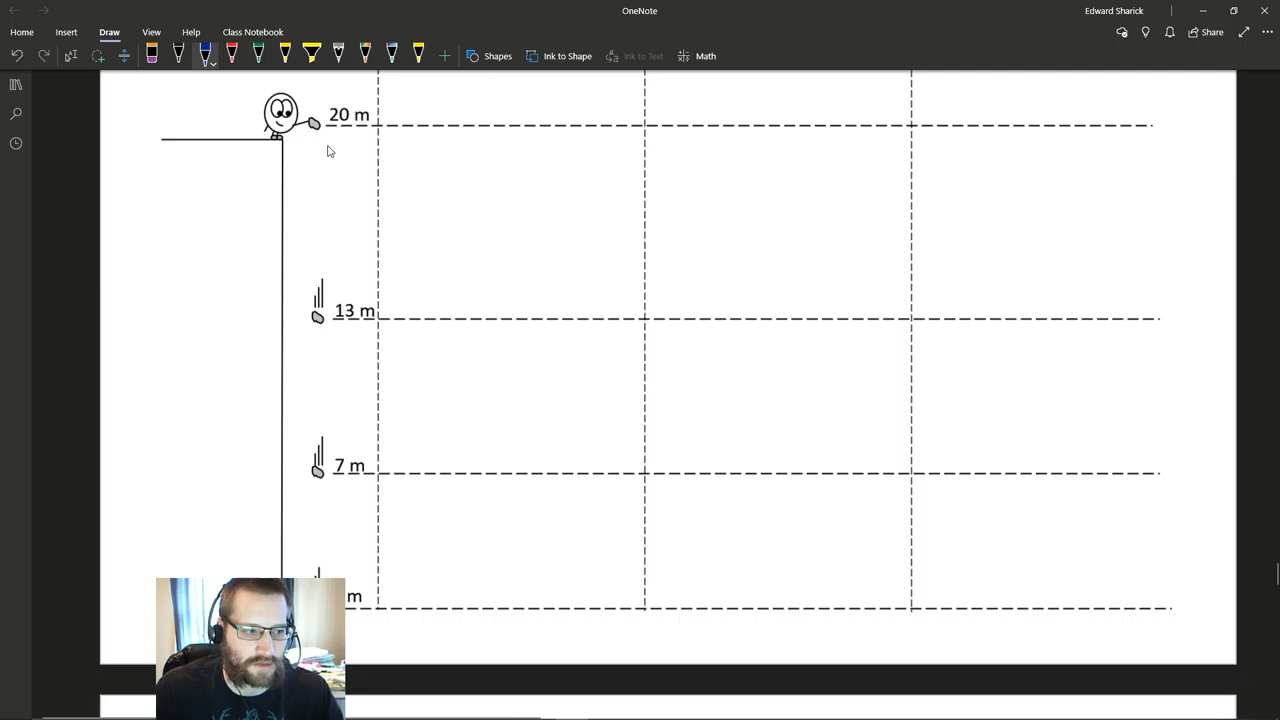 OneNote
Edward Sharick
Home Insert Draw View Help Class Notebook
Share
Shapes Ink to Shape Ink to Text Math
20 m
13 m
7 m
m